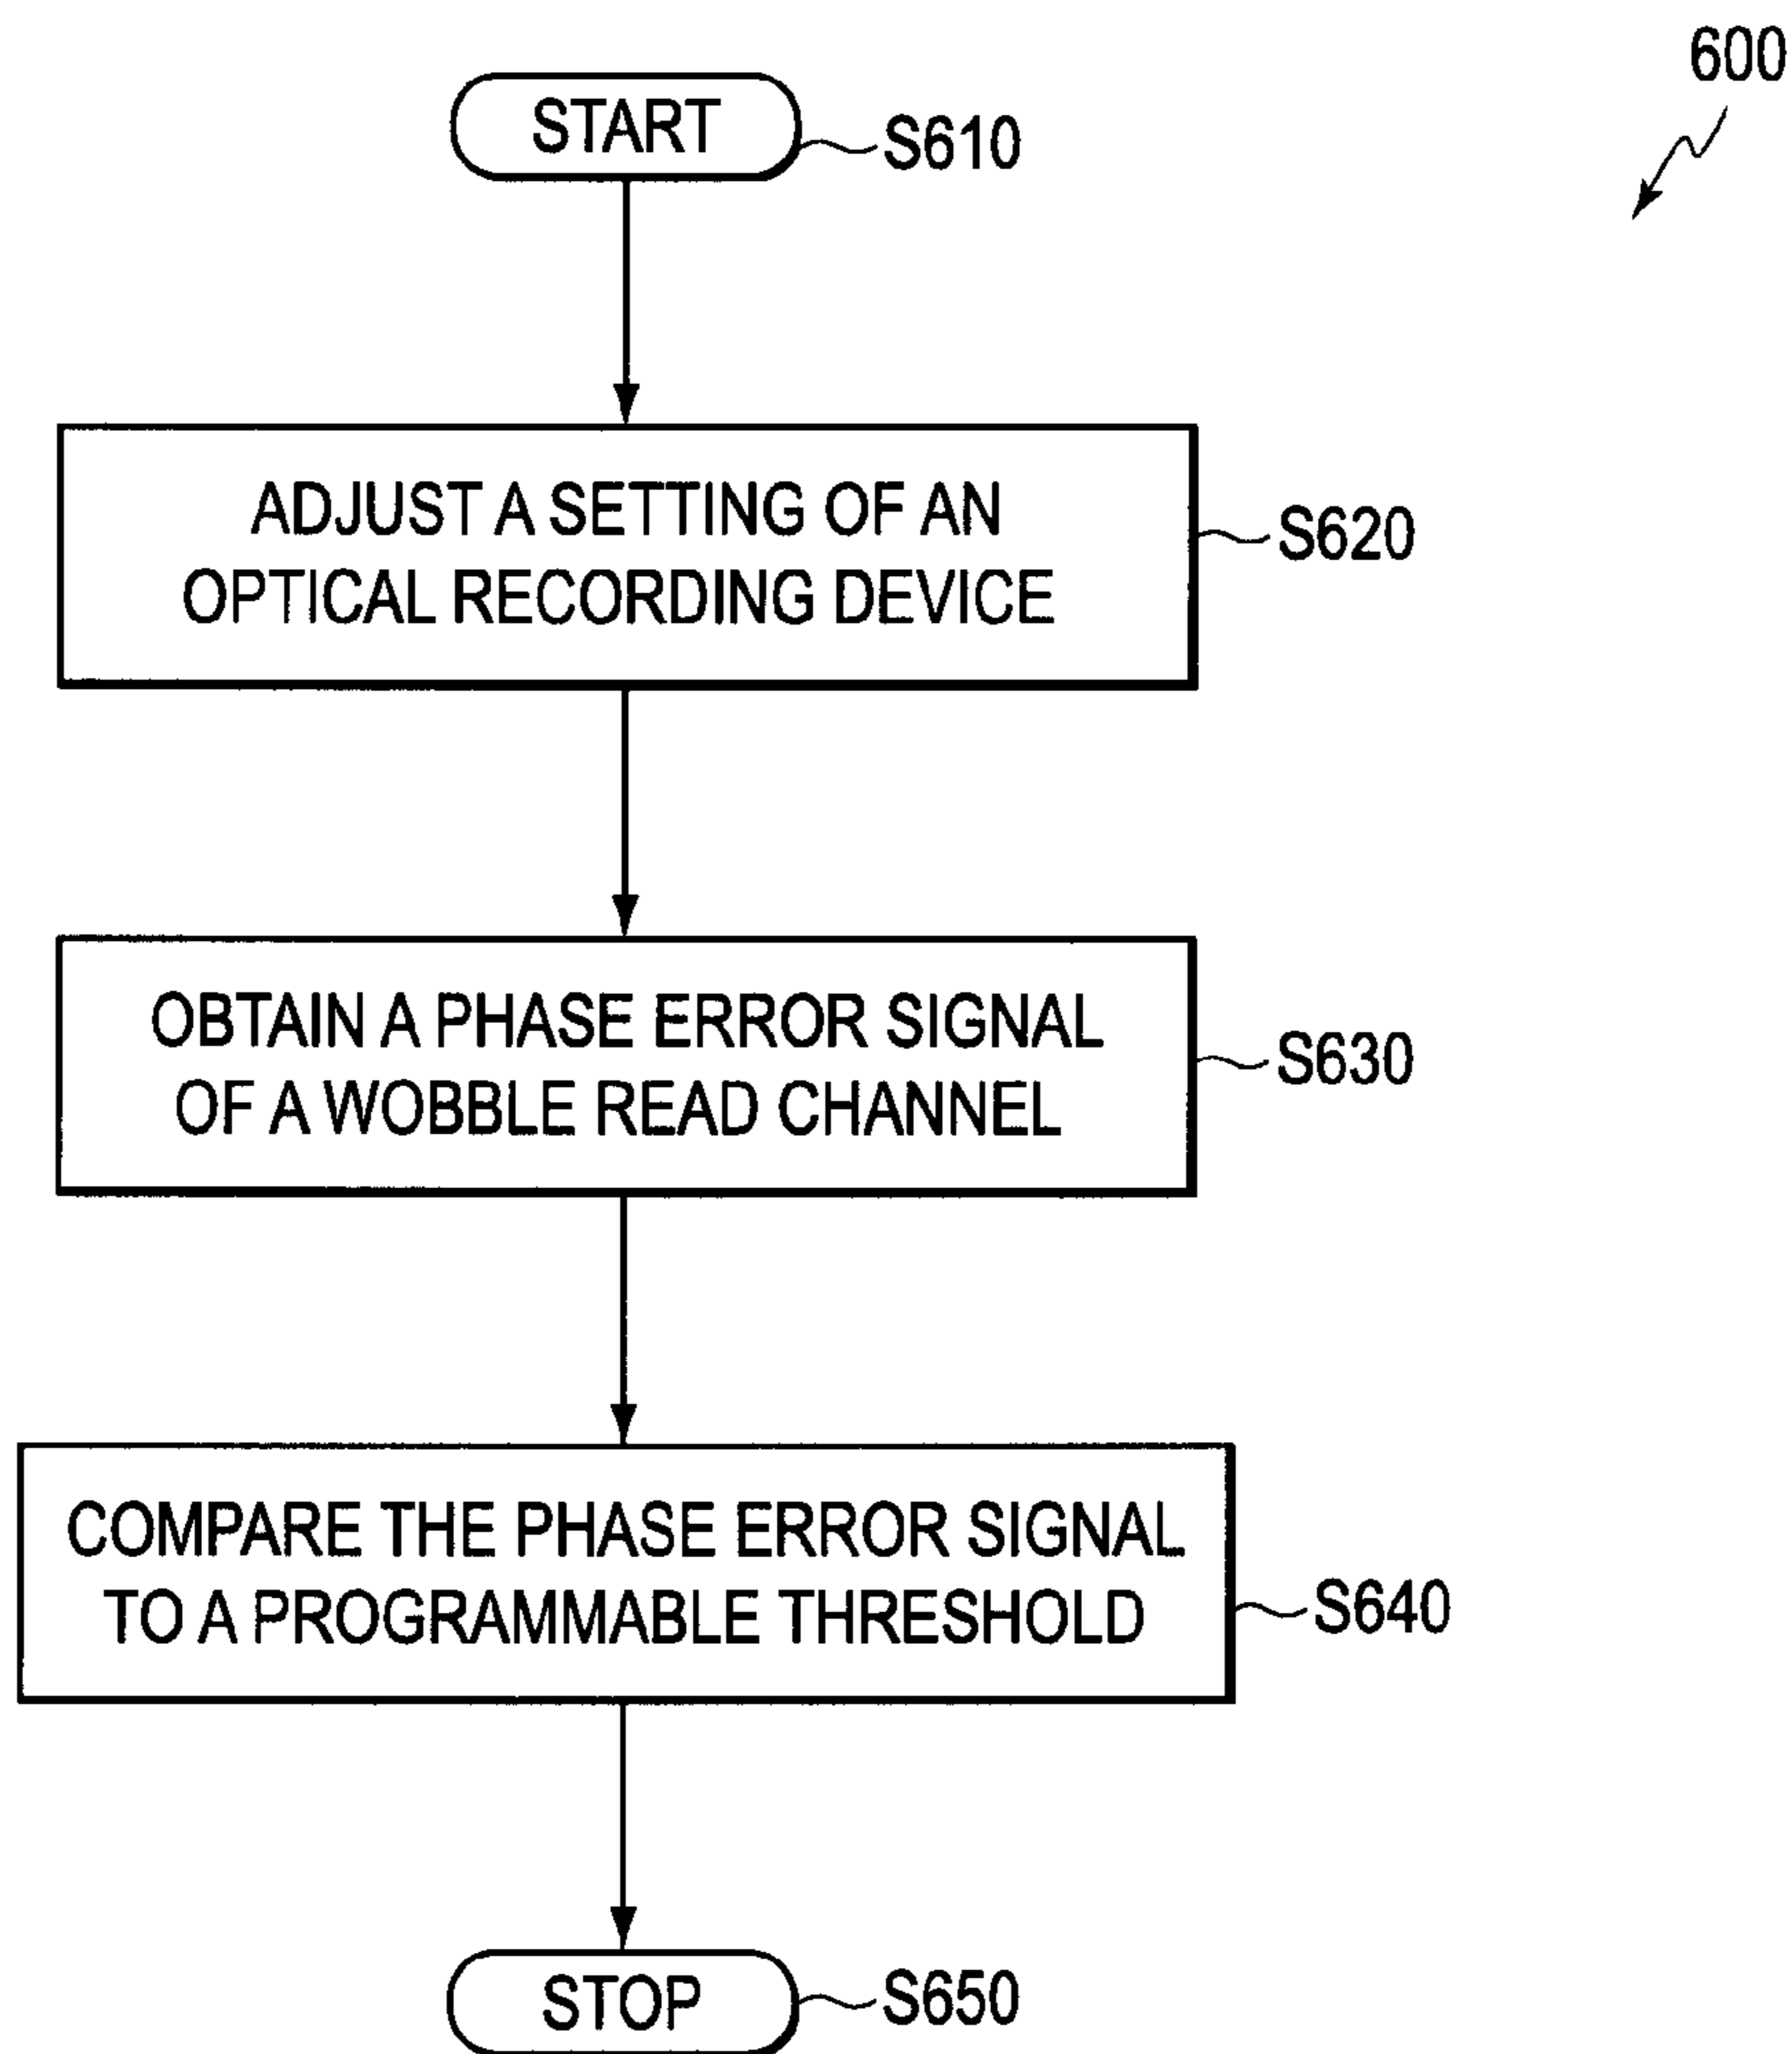 600
START
S610
ADJUST A SETTING OF AN
OPTICAL RECORDING DEVICE
S620
OBTAIN A PHASE ERROR SIGNAL
OF A WOBBLE READ CHANNEL
S630
COMPARE THE PHASE ERROR SIGNAL
TO A PROGRAMMABLE THRESHOLD
S640
STOP
S650